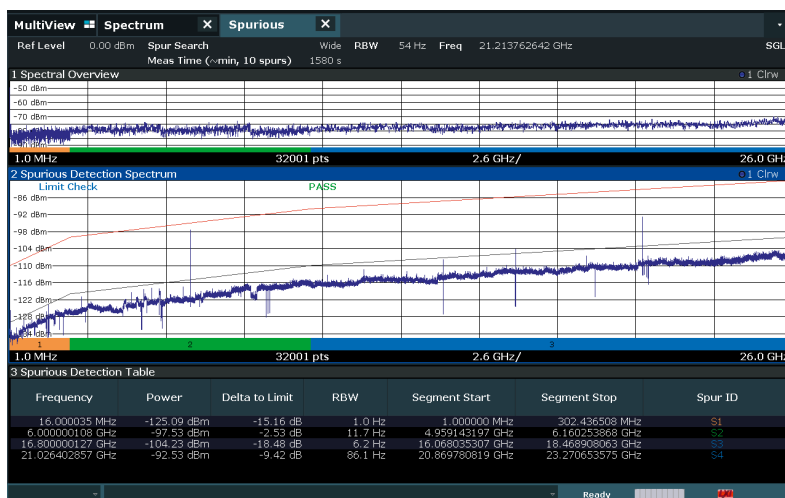 MultiView Spectrum X Spurious X
Ref Level 0.00 dBm Spur Search Wide RBW 54 Hz Freq 21.213762642 GHz SGL
Meas Time (~min, 10 spurs) 1580 s
1 Spectral Overview 1 Clrw
-50 dBm
-60 dBm
-70 dBm
1.0 MHz 32001 pts 2.6 GHz/ 26.0 GHz
2 Spurious Detection Spectrum 1 Clrw
Limit Check PASS
-86 dBm
-92 dBm
-98 dBm
-104 dBm
-110 dBm
-116 dBm
-122 dBm
-128 dBm
-134 dBm
1 2 3
1.0 MHz 32001 pts 2.6 GHz/ 26.0 GHz
3 Spurious Detection Table
Frequency Power Delta to Limit RBW Segment Start Segment Stop Spur ID
16.000035 MHz -125.09 dBm -15.16 dB 1.0 Hz 1.000000 MHz 302.436508 MHz S1
6.000000108 GHz -97.53 dBm -2.53 dB 11.7 Hz 4.959143197 GHz 6.160253868 GHz S2
16.800000127 GHz -104.23 dBm -18.48 dB 6.2 Hz 16.068035307 GHz 18.468908063 GHz S3
21.026402857 GHz -92.53 dBm -9.42 dB 86.1 Hz 20.869780819 GHz 23.270653575 GHz S4
Ready